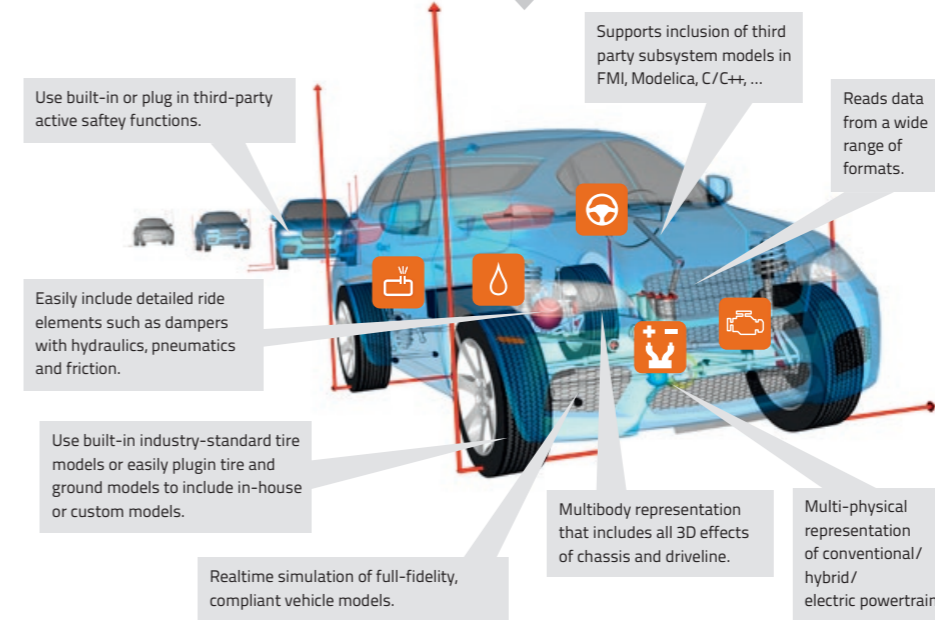 Supports inclusion of third
party subsystem models in
FMI, Modelica, C/C++, ...
Use built-in or plug in third-party
active saftey functions.
Reads data
from a wide
range of
formats.
Easily include detailed ride
elements such as dampers
with hydraulics, pneumatics
and friction.
Use built-in industry-standard tire
models or easily plugin tire and
ground models to include in-house
or custom models.
Multibody representation
that includes all 3D effects
of chassis and driveline.
Multi-physical
representation
of conventional/
hybrid/
electric powertrain
Realtime simulation of full-fidelity,
compliant vehicle models.